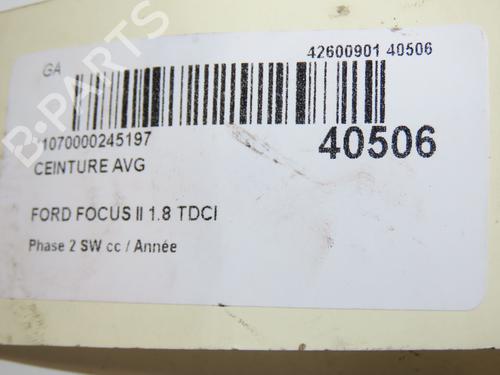 GA
42600901 40506
1070000245197
40506
CEINTURE AVG
FORD FOCUS II 1.8 TDCI
Phase 2 SW cc / Année
B-PARTS